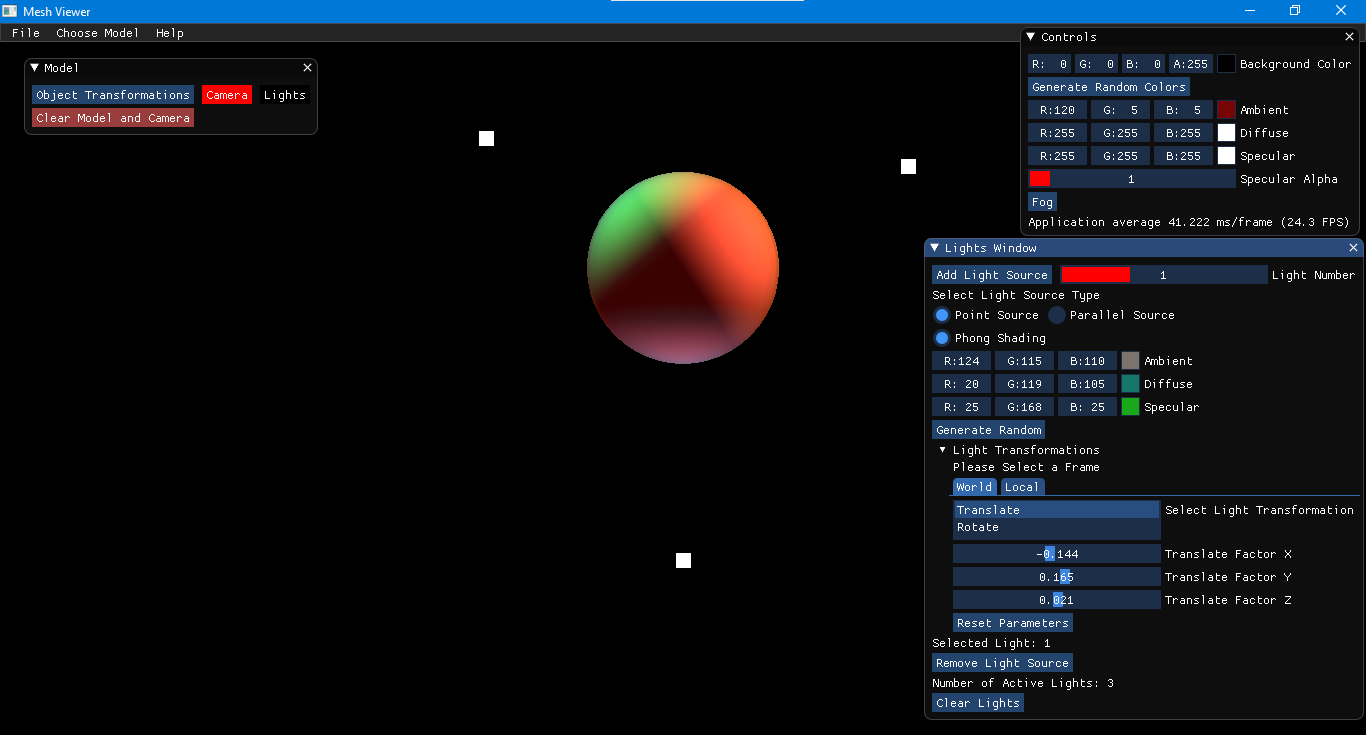 Mesh Viewer
File Choose Model Help
Model
Object Transformations Camera Lights
Clear Model and Camera
Controls
R: 0 G: 0 B: 0 A:255 Background Color
Generate Random Colors
R:120 G: 5 B: 5 Ambient
R:255 G:255 B:255 Diffuse
R:255 G:255 B:255 Specular
1 Specular Alpha
Fog
Application average 41.222 ms/frame (24.3 FPS)
Lights Window
Add Light Source 1 Light Number
Select Light Source Type
Point Source Parallel Source
Phong Shading
R:124 G:115 B:110 Ambient
R: 20 G:119 B:105 Diffuse
R: 25 G:168 B: 25 Specular
Generate Random
Light Transformations
Please Select a Frame
World Local
Translate Select Light Transformation
Rotate
-0.144 Translate Factor X
0.165 Translate Factor Y
0.021 Translate Factor Z
Reset Parameters
Selected Light: 1
Remove Light Source
Number of Active Lights: 3
Clear Lights